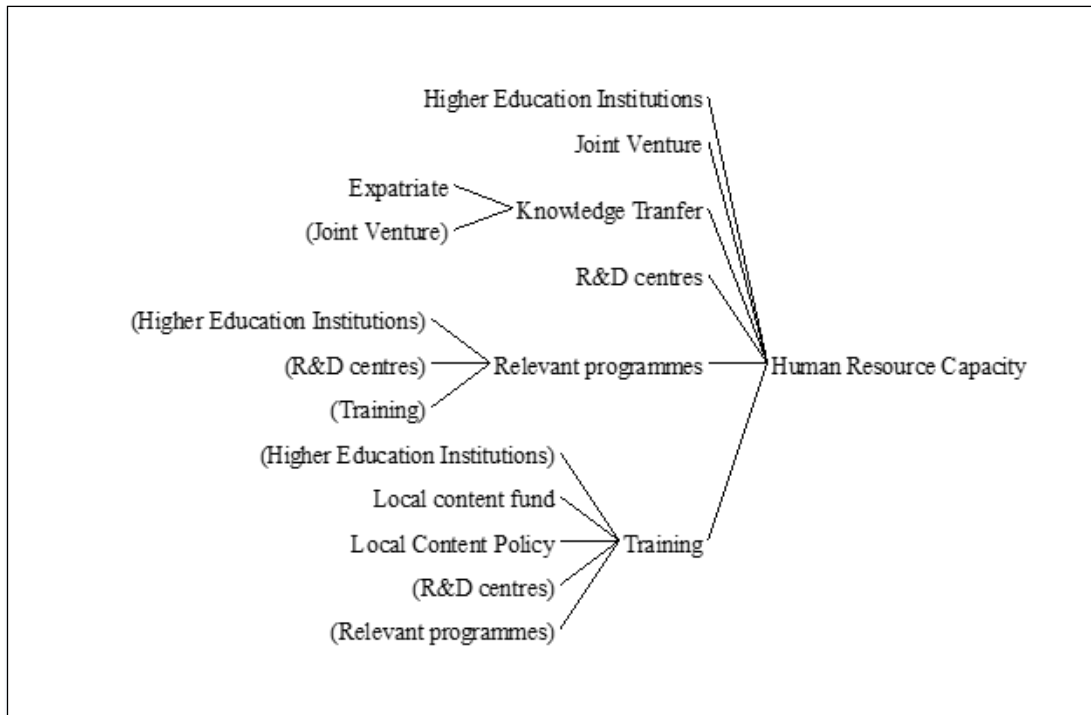 Higher Education Institutions
Joint Venture
Expatriate
Knowledge Tranfer
(Joint Venture)
R&D centres
(Higher Education Institutions)
(R&D centres)
Relevant programmes
Human Resource Capacity
(Training)
(Higher Education Institutions)
Local content fund
Local Content Policy
Training
(R&D centres)
(Relevant programmes)